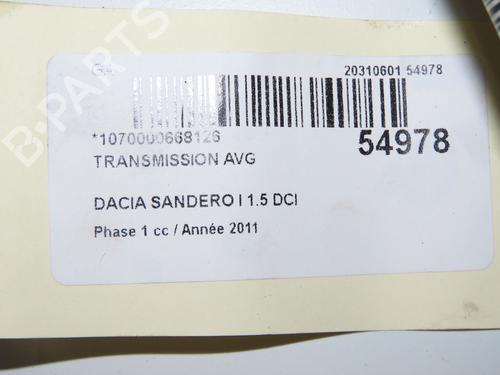 20310601 54978
*1070000668126
54978
TRANSMISSION AVG
DACIA SANDERO I 1.5 DCI
Phase 1 cc / Année 2011
B-PARTS